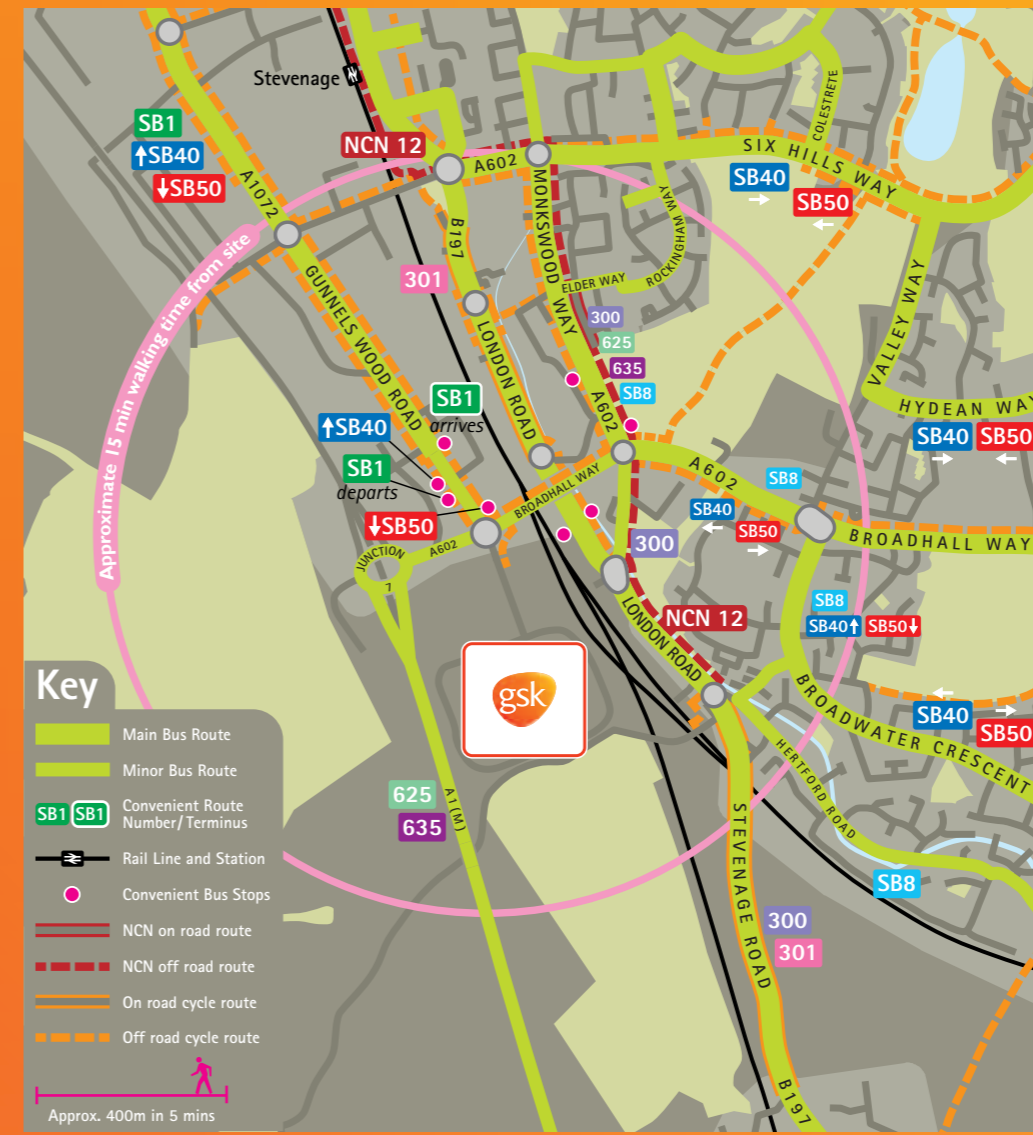 Stevenage
SB1
↑SB40
↓SB50
NCN 12
A602
SIX HILLS WAY
COLESTRETE
SB40
→
SB50
←
A1072
B197
MONKSWOOD WAY
ROCKINGHAM WAY
ELDER WAY
VALLEY WAY
Approximate 15 min walking time from site
GUNNELS WOOD ROAD
301
LONDON ROAD
300
625
635
SB8
A602
HYDEAN WAY
SB40
→
SB50
←
SB1
arrives
↑SB40
SB1
departs
↓SB50
BROADHALL WAY
A602
SB8
SB40
←
SB50
→
BROADHALL WAY
JUNCTION
7
A602
300
SB8
SB40↑
SB50↓
NCN 12
LONDON ROAD
gsk
BROADWATER CRESCENT
←
SB40
→
SB50
HERTFORD ROAD
SB8
625
635
A1(M)
STEVENAGE ROAD
300
301
B197
Key
Main Bus Route
Minor Bus Route
SB1 SB1 Convenient Route
Number/Terminus
Rail Line and Station
Convenient Bus Stops
NCN on road route
NCN off road route
On road cycle route
Off road cycle route
Approx. 400m in 5 mins